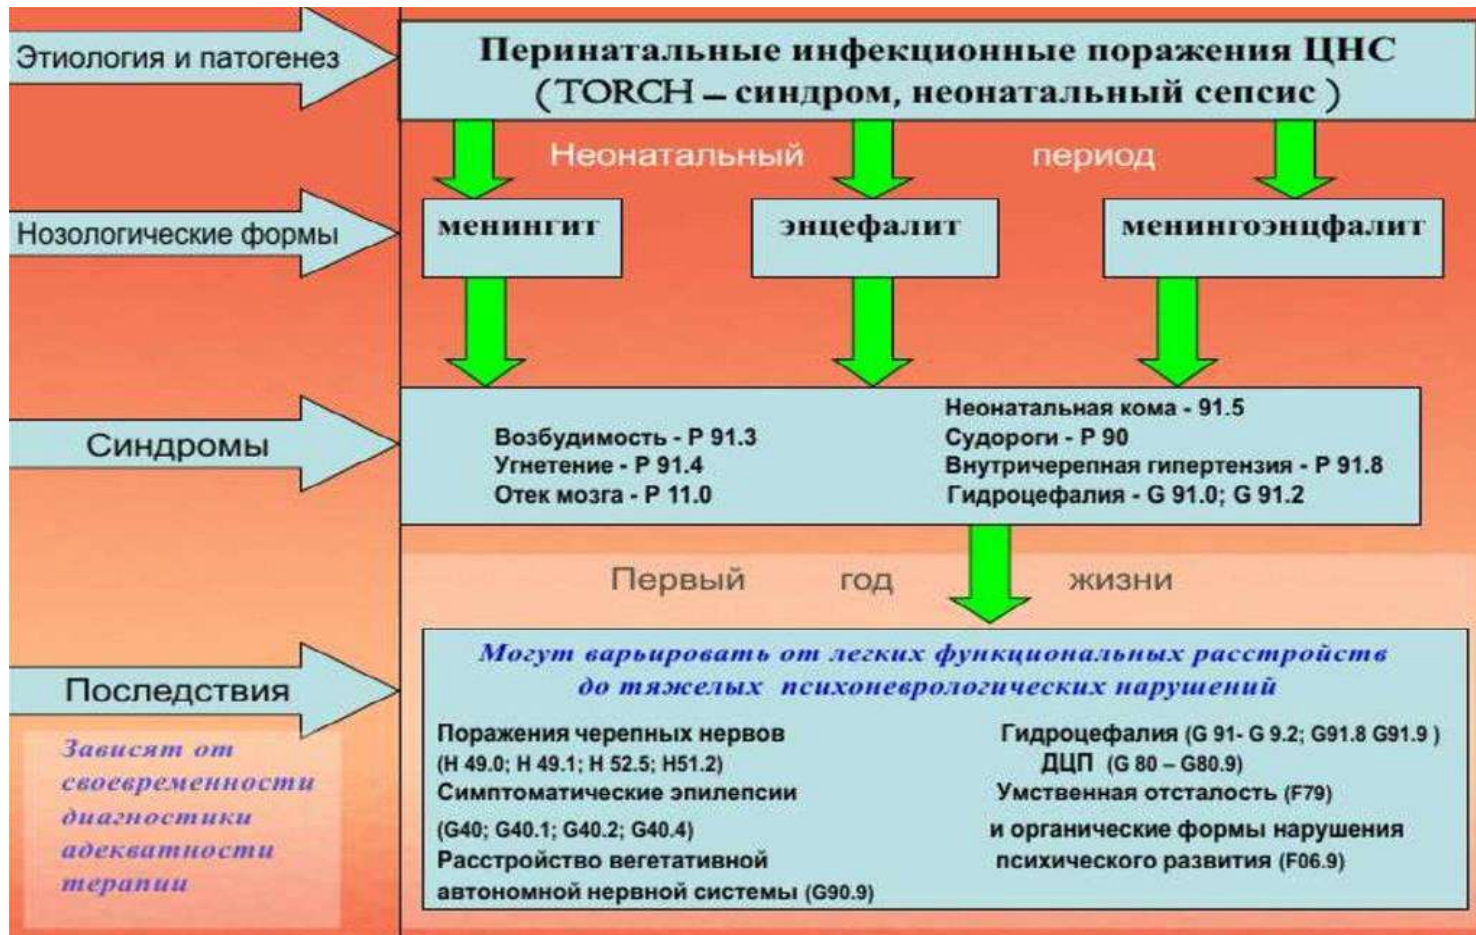 Этиология и патогенез
Перинатальные инфекционные поражения ЦНС
(TORCH – синдром, неонатальный сепсис )
Неонатальный период
Нозологические формы
менингит
энцефалит
менингоэнцфалит
Синдромы
Возбудимость - P 91.3
Угнетение - P 91.4
Отек мозга - P 11.0
Неонатальная кома - 91.5
Судороги - P 90
Внутричерепная гипертензия - P 91.8
Гидроцефалия - G 91.0; G 91.2
Первый год жизни
Последствия
Зависят от
своевременности
диагностики
адекватности
терапии
Могут варьировать от легких функциональных расстройств
до тяжелых психоневрологических нарушений
Поражения черепных нервов
(H 49.0; H 49.1; H 52.5; H51.2)
Симптоматические эпилепсии
(G40; G40.1; G40.2; G40.4)
Расстройство вегетативной
автономной нервной системы (G90.9)
Гидроцефалия (G 91- G 9.2; G91.8 G91.9 )
ДЦП (G 80 – G80.9)
Умственная отсталость (F79)
и органические формы нарушения
психического развития (F06.9)